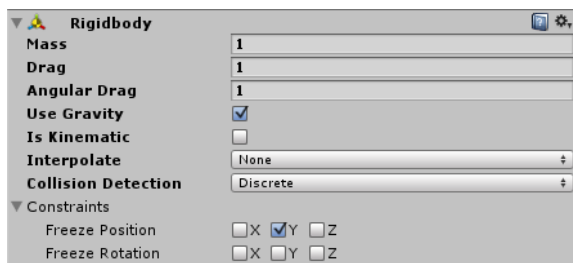 Rigidbody
Mass 1
Drag 1
Angular Drag 1
Use Gravity
Is Kinematic
Interpolate None
Collision Detection Discrete
Constraints
Freeze Position X Y Z
Freeze Rotation X Y Z